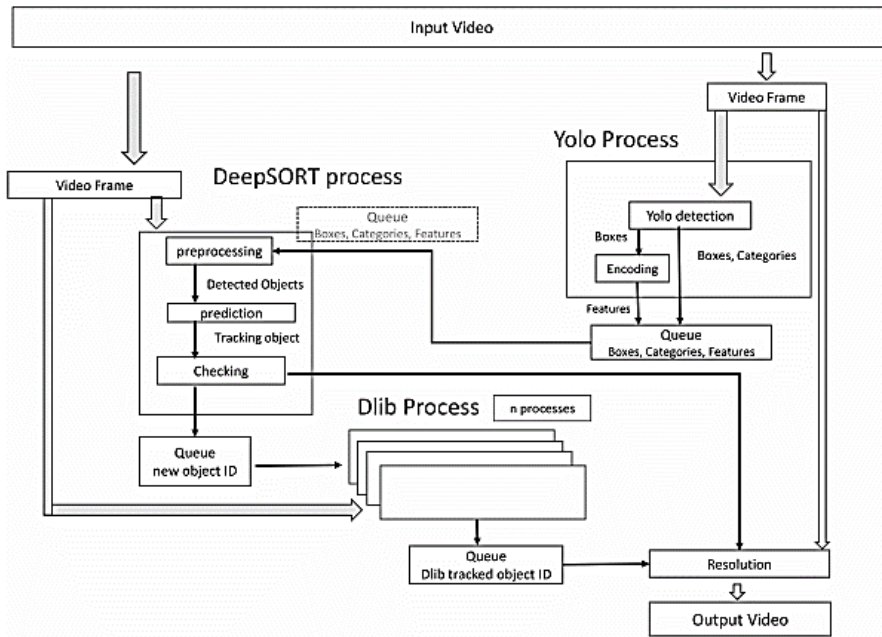 Input Video
Video Frame
Yolo Process
Video Frame
DeepSORT process
Queue
Boxes, Categories, Features
Yolo detection
preprocessing
Boxes
Boxes, Categories
Encoding
Detected Objects
Features
prediction
Tracking object
Queue
Boxes, Categories, Features
Checking
Dlib Process
n processes
Queue
new object ID
Queue
Dlib tracked object ID
Resolution
Output Video